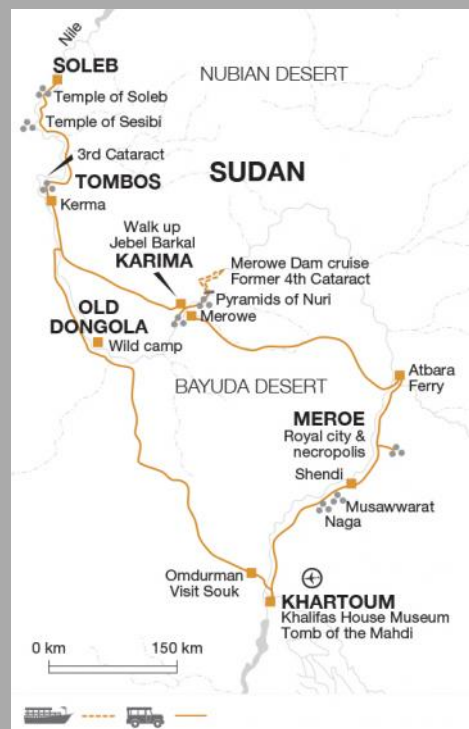 Nile
SOLEB
NUBIAN DESERT
Temple of Soleb
Temple of Sesibi
3rd Cataract
SUDAN
TOMBOS
Kerma
Walk up
Jebel Barkal
KARIMA
Merowe Dam cruise
Former 4th Cataract
Pyramids of Nuri
Merowe
OLD
DONGOLA
Wild camp
Atbara
Ferry
BAYUDA DESERT
MEROE
Royal city &
necropolis
Shendi
Musawwarat
Naga
Omdurman
Visit Souk
KHARTOUM
Khalifas House Museum
Tomb of the Mahdi
0 km 150 km